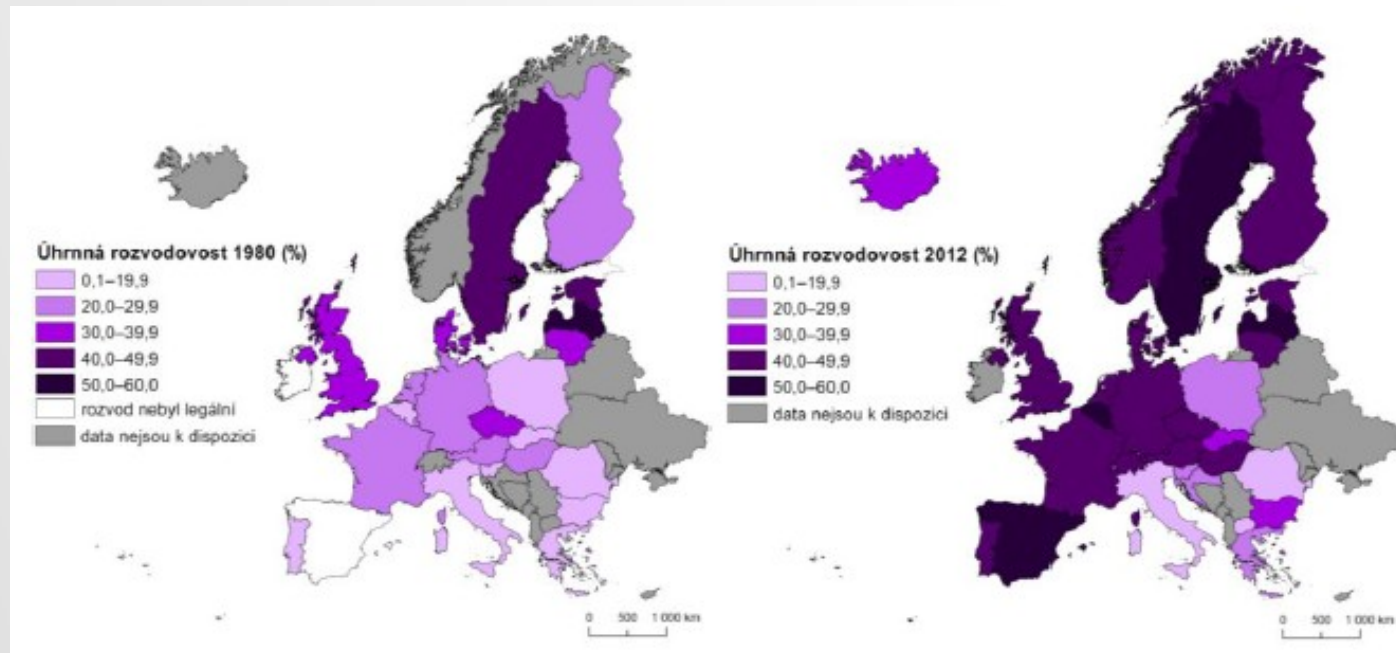 Úhrnná rozvodovost 1980 (%)
0,1–19,9
20,0–29,9
30,0–39,9
40,0–49,9
50,0–60,0
rozvod nebyl legální
data nejsou k dispozici
0 500 1 000 km
Úhrnná rozvodovost 2012 (%)
0,1–19,9
20,0–29,9
30,0–39,9
40,0–49,9
50,0–60,0
data nejsou k dispozici
0 500 1 000 km